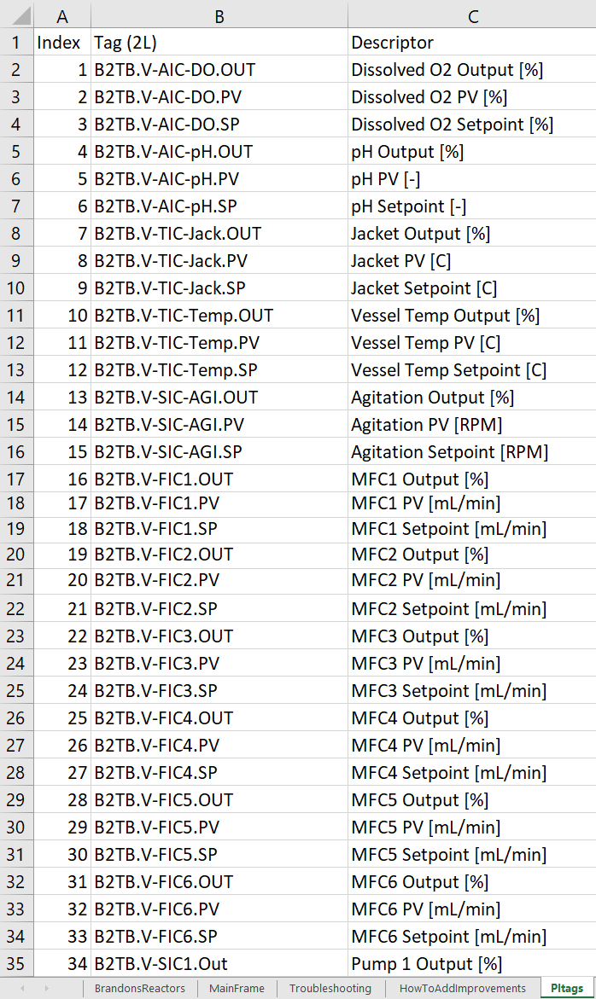 A B C
1 Index Tag (2L) Descriptor
2 1 B2TB.V-AIC-DO.OUT Dissolved O2 Output [%]
3 2 B2TB.V-AIC-DO.PV Dissolved O2 PV [%]
4 3 B2TB.V-AIC-DO.SP Dissolved O2 Setpoint [%]
5 4 B2TB.V-AIC-pH.OUT pH Output [%]
6 5 B2TB.V-AIC-pH.PV pH PV [-]
7 6 B2TB.V-AIC-pH.SP pH Setpoint [-]
8 7 B2TB.V-TIC-Jack.OUT Jacket Output [%]
9 8 B2TB.V-TIC-Jack.PV Jacket PV [C]
10 9 B2TB.V-TIC-Jack.SP Jacket Setpoint [C]
11 10 B2TB.V-TIC-Temp.OUT Vessel Temp Output [%]
12 11 B2TB.V-TIC-Temp.PV Vessel Temp PV [C]
13 12 B2TB.V-TIC-Temp.SP Vessel Temp Setpoint [C]
14 13 B2TB.V-SIC-AGI.OUT Agitation Output [%]
15 14 B2TB.V-SIC-AGI.PV Agitation PV [RPM]
16 15 B2TB.V-SIC-AGI.SP Agitation Setpoint [RPM]
17 16 B2TB.V-FIC1.OUT MFC1 Output [%]
18 17 B2TB.V-FIC1.PV MFC1 PV [mL/min]
19 18 B2TB.V-FIC1.SP MFC1 Setpoint [mL/min]
20 19 B2TB.V-FIC2.OUT MFC2 Output [%]
21 20 B2TB.V-FIC2.PV MFC2 PV [mL/min]
22 21 B2TB.V-FIC2.SP MFC2 Setpoint [mL/min]
23 22 B2TB.V-FIC3.OUT MFC3 Output [%]
24 23 B2TB.V-FIC3.PV MFC3 PV [mL/min]
25 24 B2TB.V-FIC3.SP MFC3 Setpoint [mL/min]
26 25 B2TB.V-FIC4.OUT MFC4 Output [%]
27 26 B2TB.V-FIC4.PV MFC4 PV [mL/min]
28 27 B2TB.V-FIC4.SP MFC4 Setpoint [mL/min]
29 28 B2TB.V-FIC5.OUT MFC5 Output [%]
30 29 B2TB.V-FIC5.PV MFC5 PV [mL/min]
31 30 B2TB.V-FIC5.SP MFC5 Setpoint [mL/min]
32 31 B2TB.V-FIC6.OUT MFC6 Output [%]
33 32 B2TB.V-FIC6.PV MFC6 PV [mL/min]
34 33 B2TB.V-FIC6.SP MFC6 Setpoint [mL/min]
35 34 B2TB.V-SIC1.Out Pump 1 Output [%]
BrandonsReactors MainFrame Troubleshooting HowToAddImprovements PItags